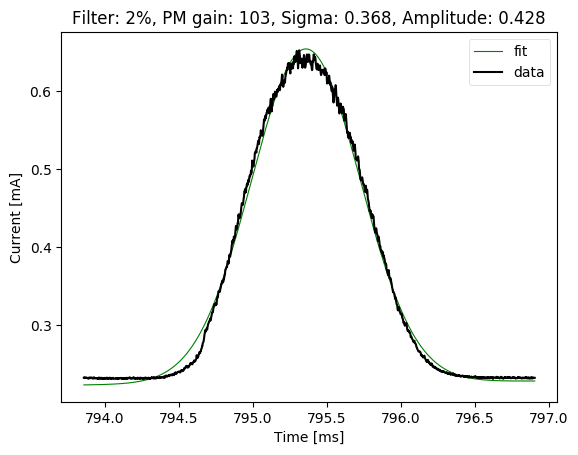 Filter: 2%, PM gain: 103, Sigma: 0.368, Amplitude: 0.428
fit
data
0.6
0.5
0.4
0.3
Current [mA]
794.0 794.5 795.0 795.5 796.0 796.5 797.0
Time [ms]